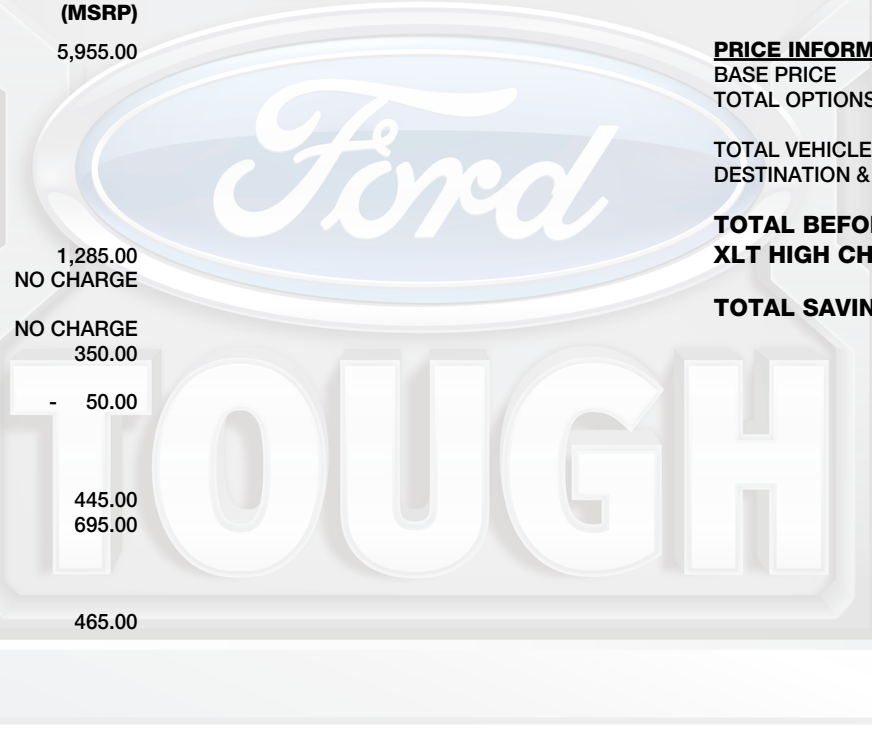 (MSRP)
5,955.00
1,285.00
NO CHARGE
NO CHARGE
350.00
- 50.00
445.00
695.00
465.00
PRICE INFORM
BASE PRICE
TOTAL OPTIONS
TOTAL VEHICLE
DESTINATION &
TOTAL BEFO
XLT HIGH CH
TOTAL SAVIN
Ford
TOUGH